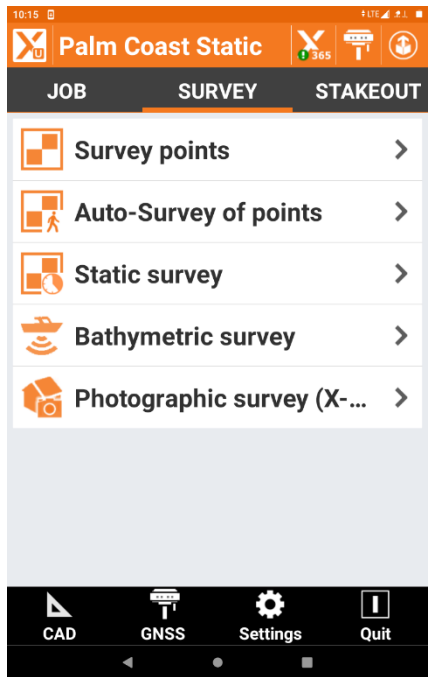 10:15 LTE
Xu Palm Coast Static X 365
JOB SURVEY STAKEOUT
Survey points
Auto-Survey of points
Static survey
Bathymetric survey
Photographic survey (X-...
CAD GNSS Settings Quit